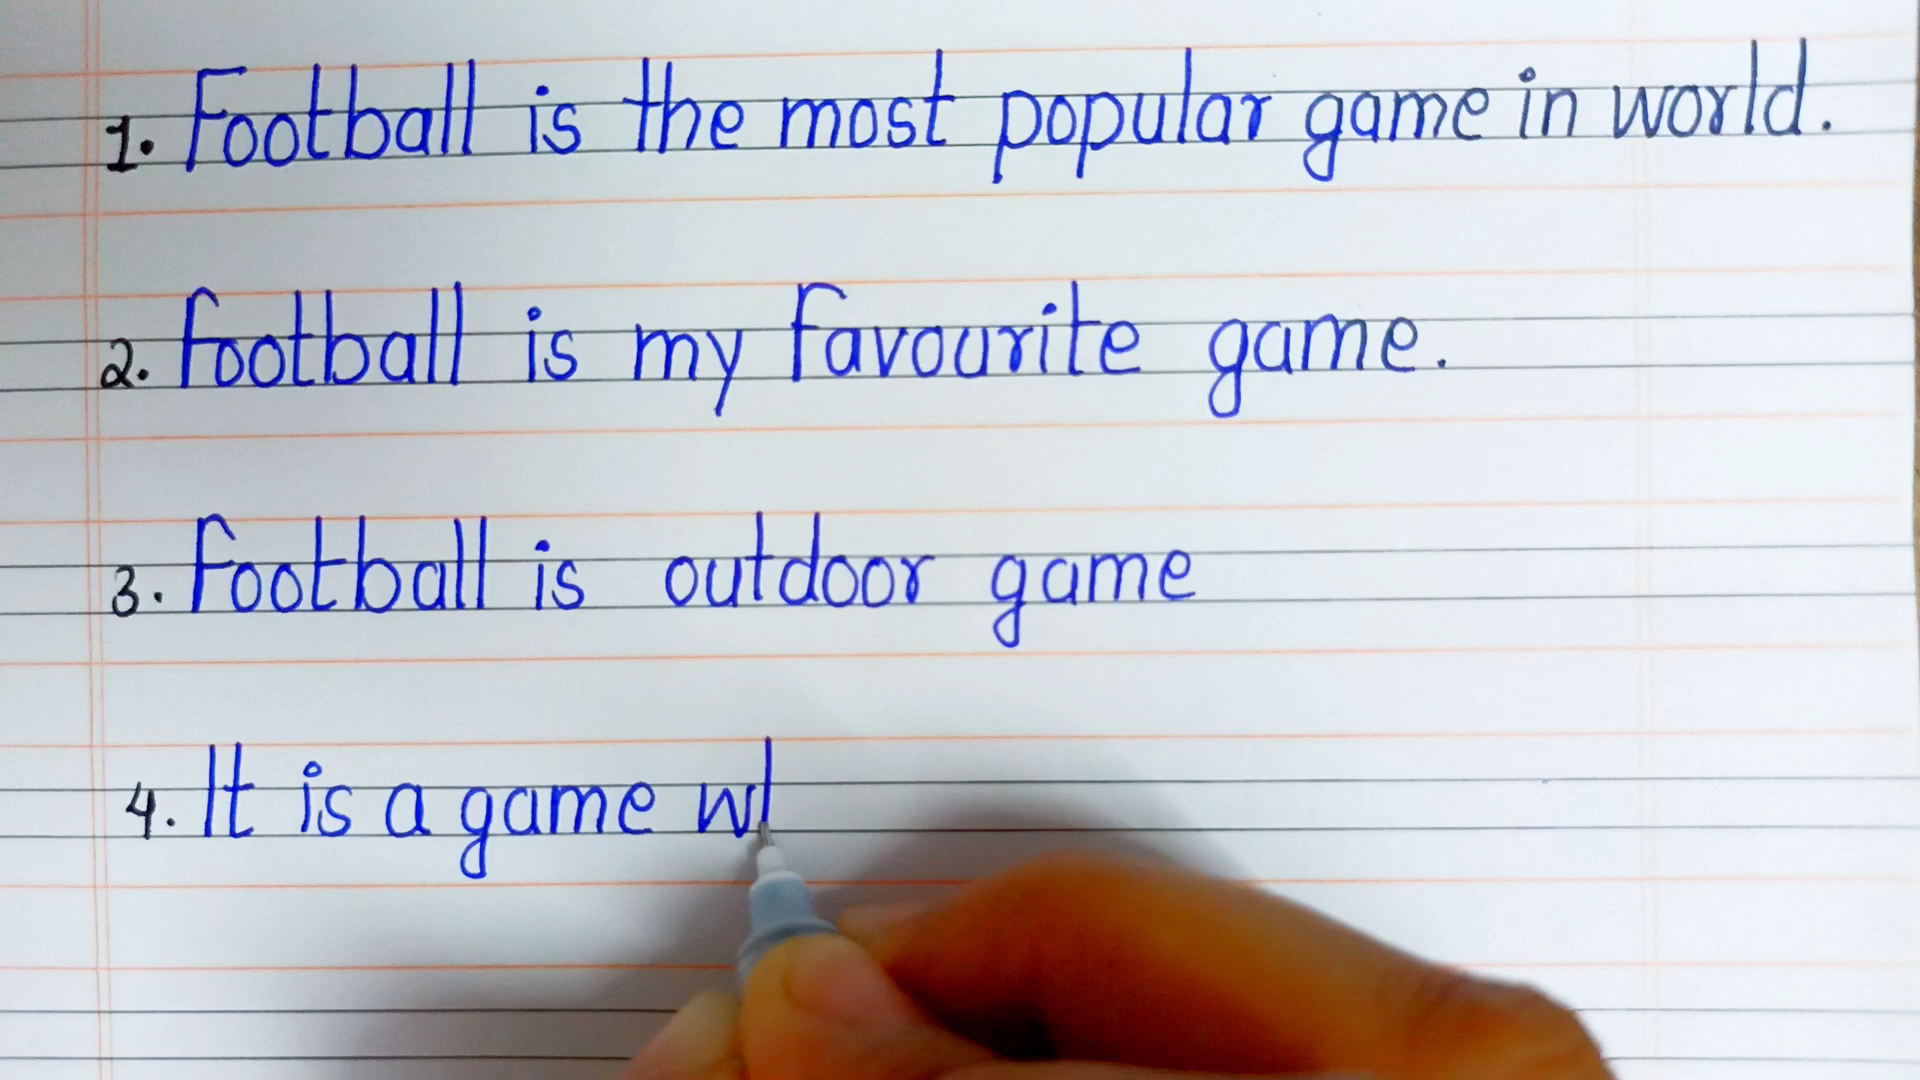 1. Football is the most popular game in world.
2. Football is my favourite game.
3. Football is outdoor game
4. It is a game